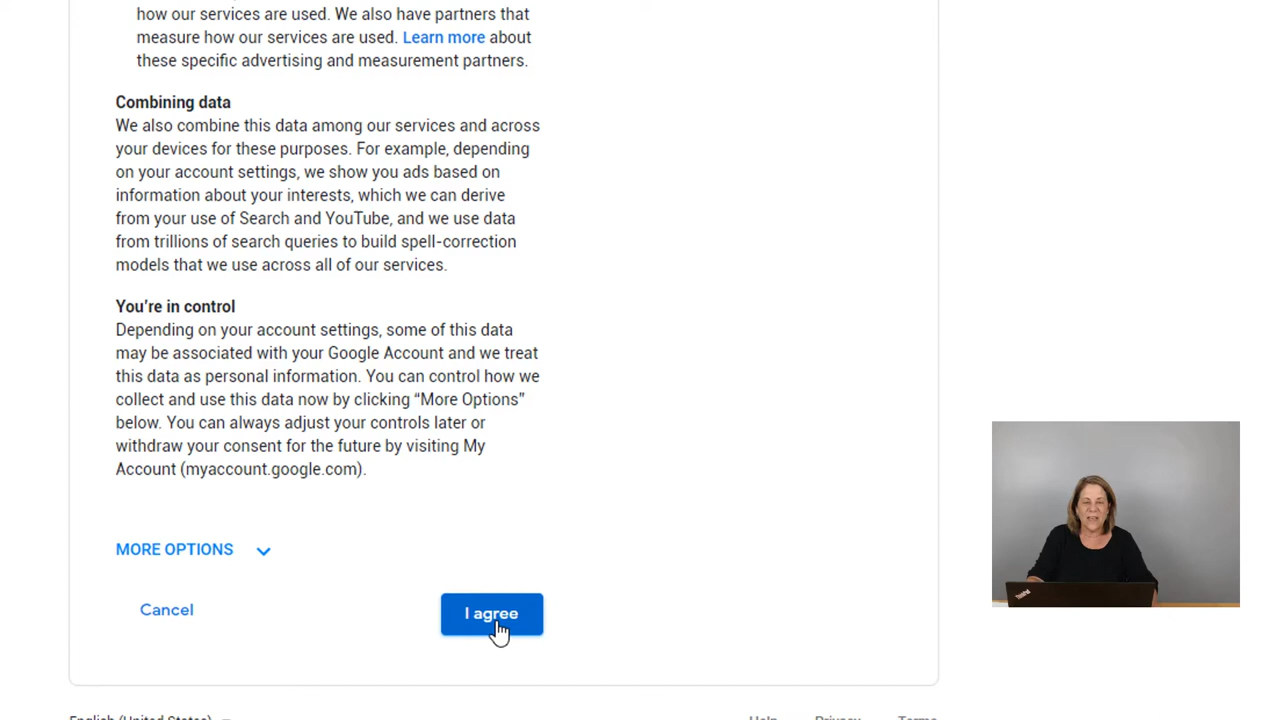 how our services are used. We also have partners that
measure how our services are used. Learn more about
these specific advertising and measurement partners.
Combining data
We also combine this data among our services and across
your devices for these purposes. For example, depending
on your account settings, we show you ads based on
information about your interests, which we can derive
from your use of Search and YouTube, and we use data
from trillions of search queries to build spell-correction
models that we use across all of our services.
You’re in control
Depending on your account settings, some of this data
may be associated with your Google Account and we treat
this data as personal information. You can control how we
collect and use this data now by clicking “More Options”
below. You can always adjust your controls later or
withdraw your consent for the future by visiting My
Account (myaccount.google.com).
MORE OPTIONS
Cancel I agree
ThinkPad
English (United States) Help Privacy Terms